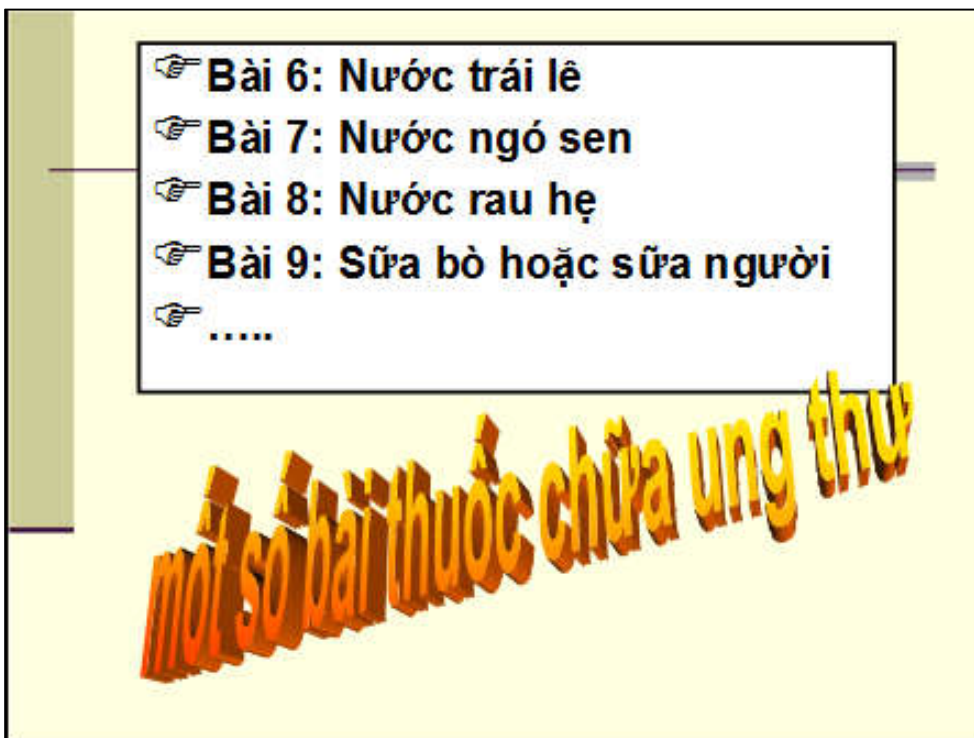 Bài 6: Nước trái lê
Bài 7: Nước ngó sen
Bài 8: Nước rau hẹ
Bài 9: Sữa bò hoặc sữa người
…..
một số bài thuốc chữa ung thư